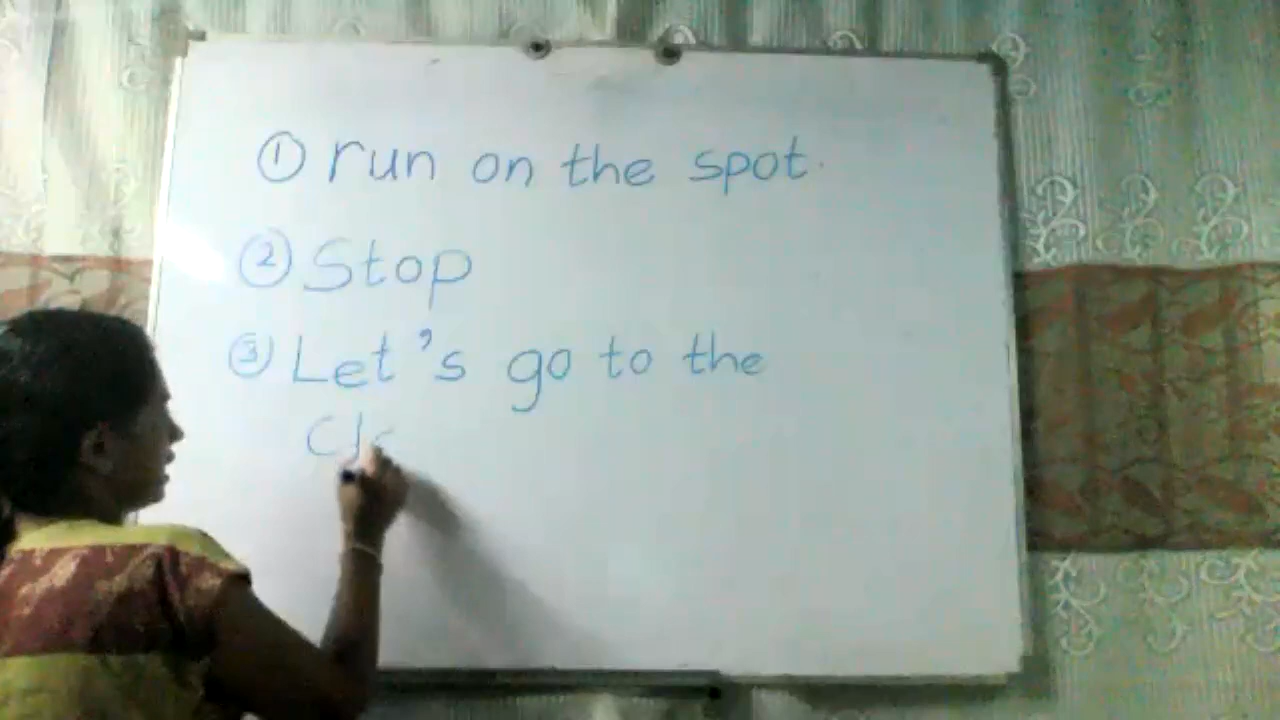 ① run on the spot.
② Stop
③ Let's go to the